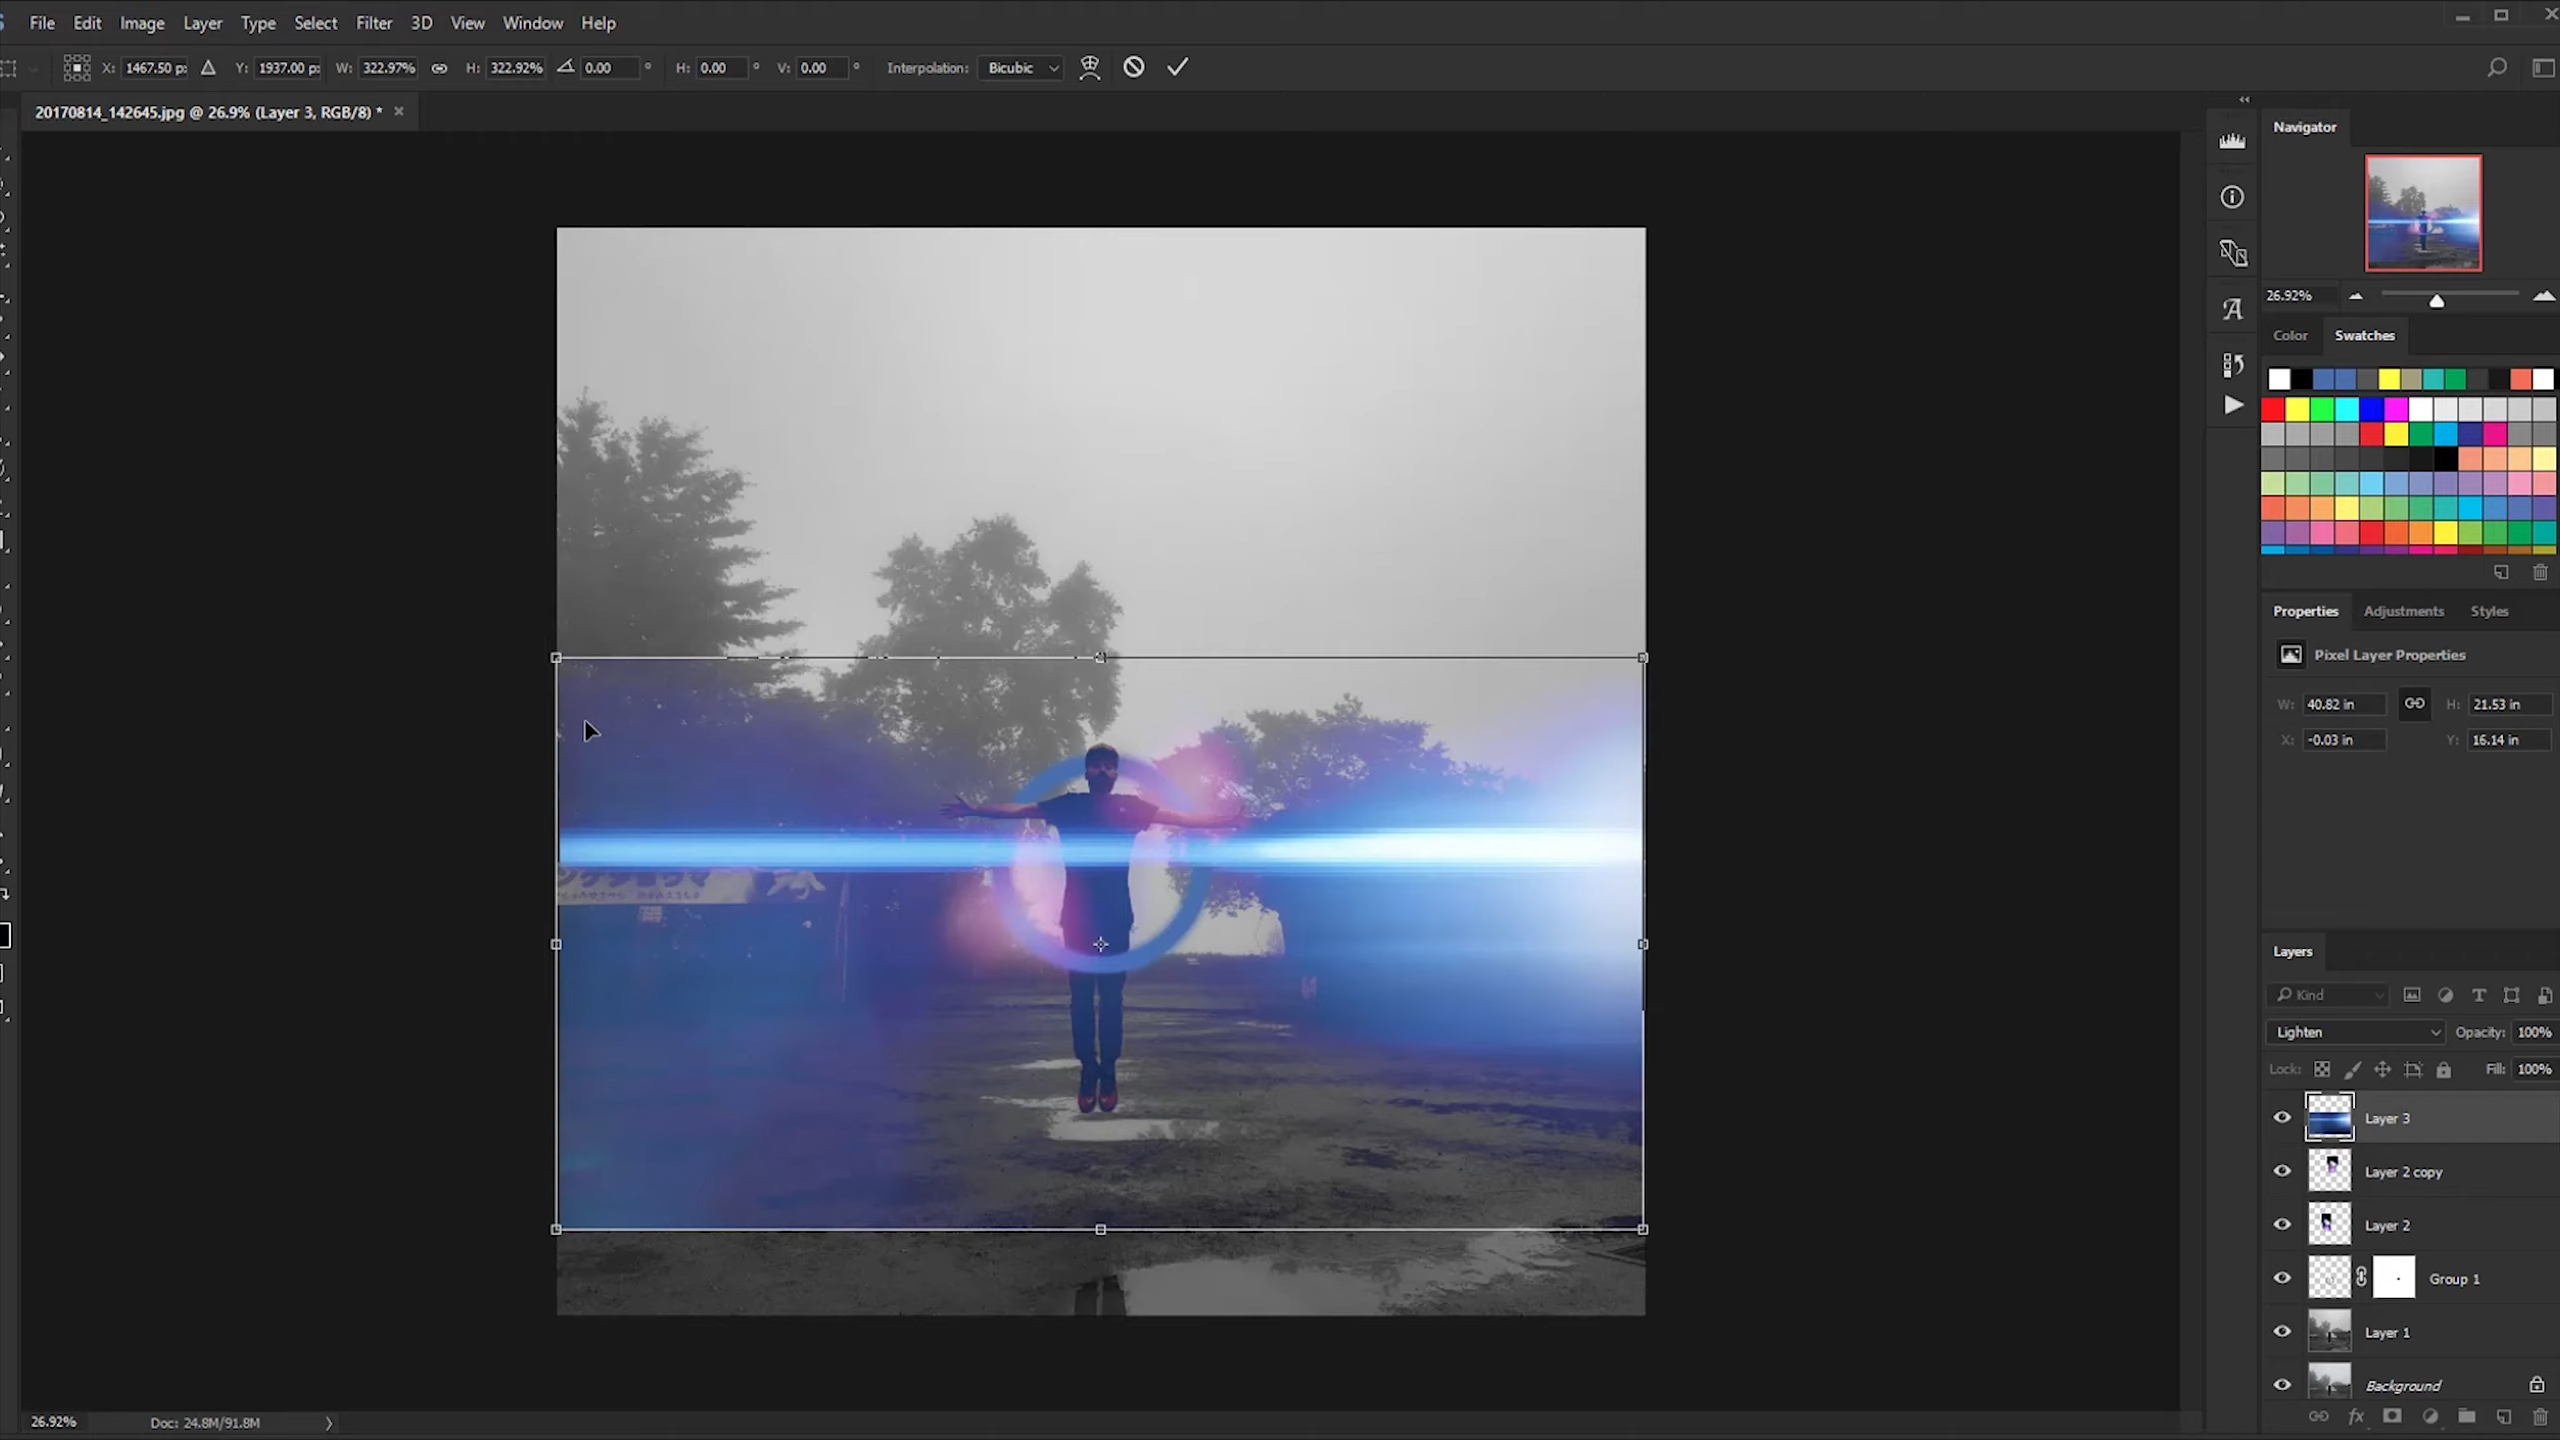 File Edit Image Layer Type Select Filter 3D View Window Help
X: 1467.50 p Y: 1937.00 p W: 322.97% H: 322.92% 0.00 ° H: 0.00 ° V: 0.00 ° Interpolation: Bicubic
20170814_142645.jpg @ 26.9% (Layer 3, RGB/8) * ×
Navigator
26.92%
Color Swatches
Properties Adjustments Styles
Pixel Layer Properties
W: 40.82 in H: 21.53 in
X: -0.03 in Y: 16.14 in
Layers
Kind
Lighten Opacity: 100%
Lock: Fill: 100%
Layer 3
Layer 2 copy
Layer 2
Group 1
Layer 1
Background
26.92% Doc: 24.8M/91.8M